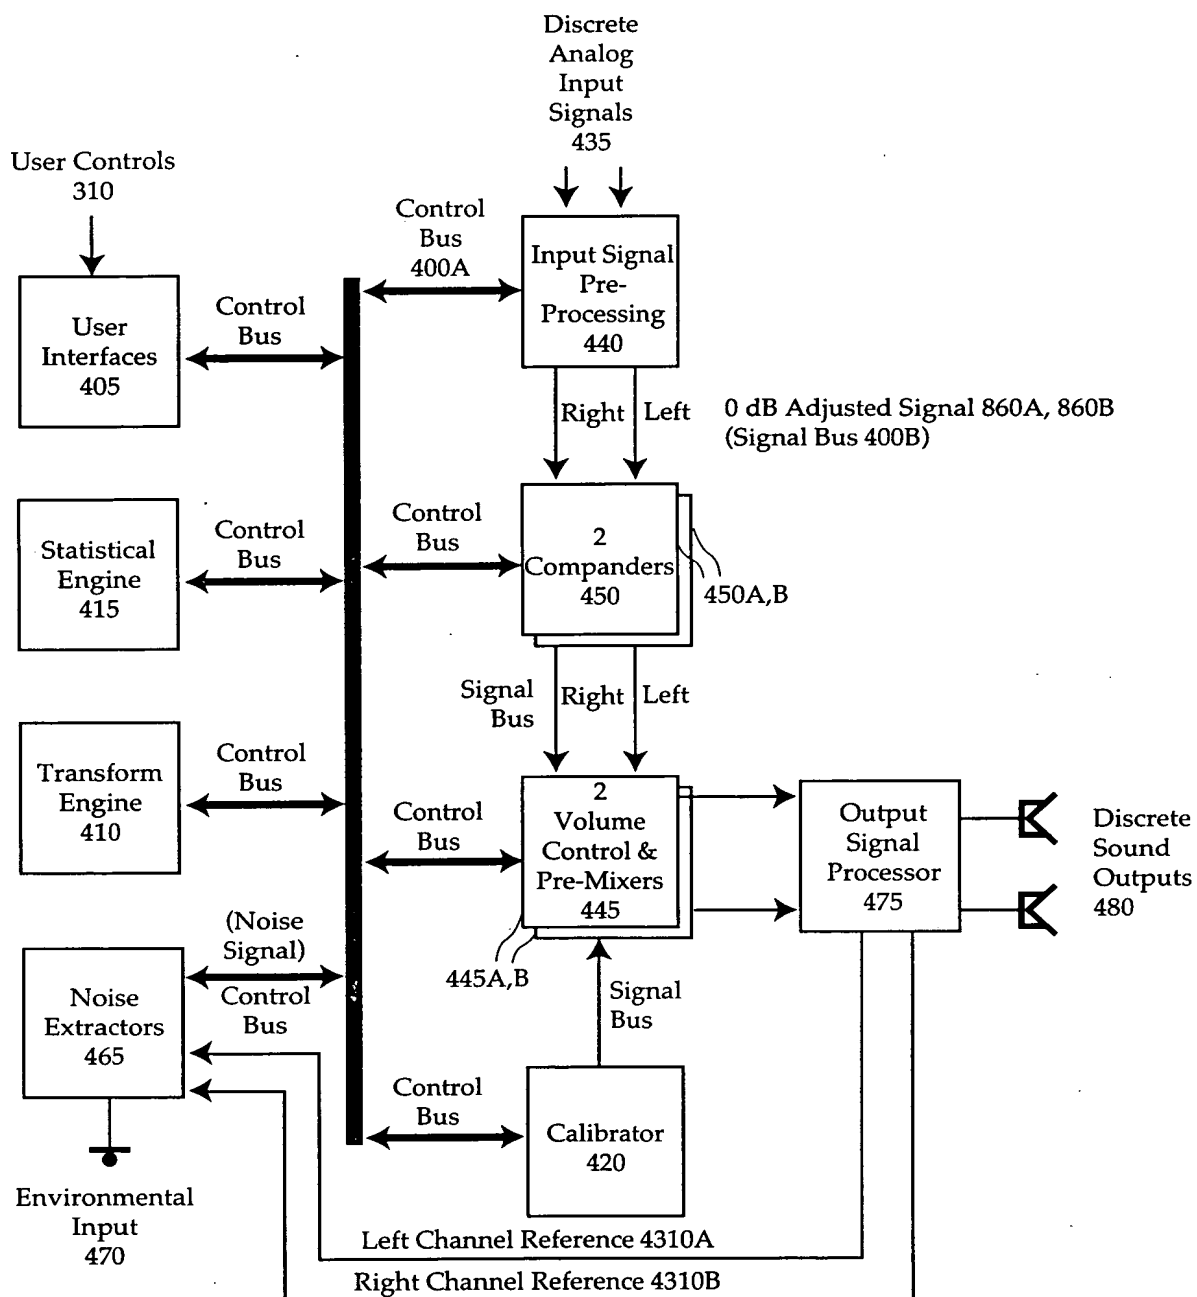 Discrete
Analog
Input
Signals
435
User Controls
310
Control
Bus
400A
Input Signal
Pre-
Processing
440
User
Interfaces
405
Control
Bus
Right
Left
0 dB Adjusted Signal 860A, 860B
(Signal Bus 400B)
Statistical
Engine
415
Control
Bus
Control
Bus
2
Companders
450
450A,B
Signal
Bus
Right
Left
Transform
Engine
410
Control
Bus
Control
Bus
2
Volume
Control &
Pre-Mixers
445
445A,B
Output
Signal
Processor
475
Discrete
Sound
Outputs
480
Noise
Extractors
465
(Noise
Signal)
Control
Bus
Signal
Bus
Control
Bus
Calibrator
420
Environmental
Input
470
Left Channel Reference 4310A
Right Channel Reference 4310B